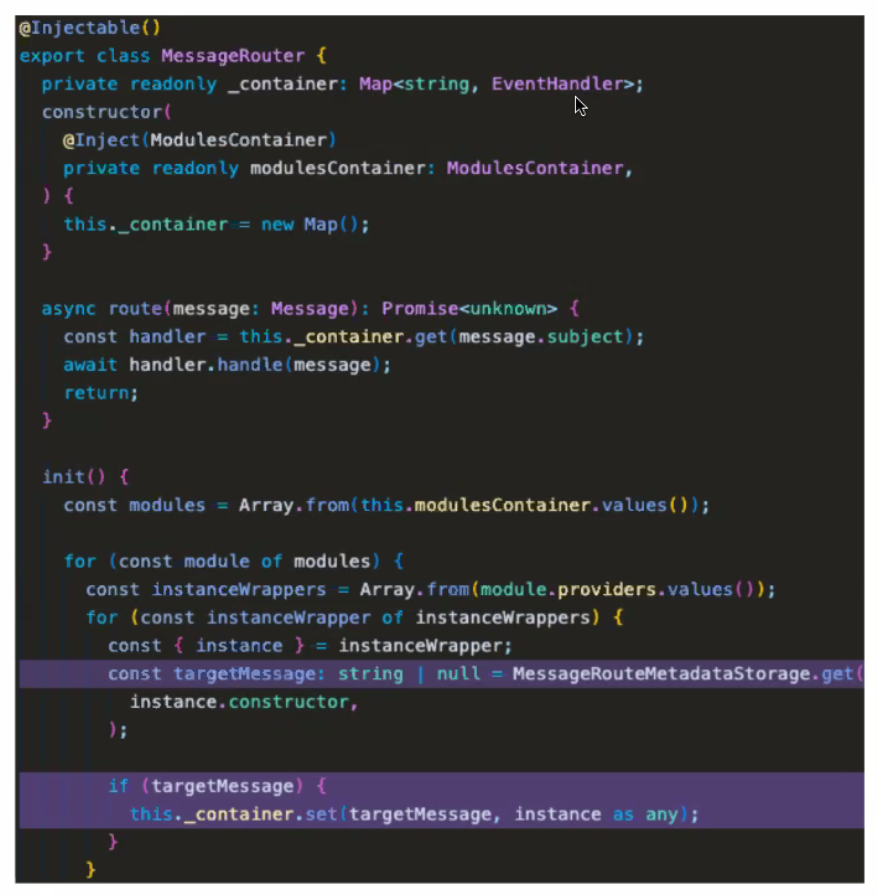 @Injectable()
export class MessageRouter {
  private readonly _container: Map<string, EventHandler>;
  constructor(
    @Inject(ModulesContainer)
    private readonly modulesContainer: ModulesContainer,
  ) {
    this._container = new Map();
  }
  async route(message: Message): Promise<unknown> {
    const handler = this._container.get(message.subject);
    await handler.handle(message);
    return;
  }
  init() {
    const modules = Array.from(this.modulesContainer.values());
    for (const module of modules) {
      const instanceWrappers = Array.from(module.providers.values());
      for (const instanceWrapper of instanceWrappers) {
        const { instance } = instanceWrapper;
        const targetMessage: string | null = MessageRouteMetadataStorage.get(
          instance.constructor,
        );
        if (targetMessage) {
          this._container.set(targetMessage, instance as any);
        }
      }